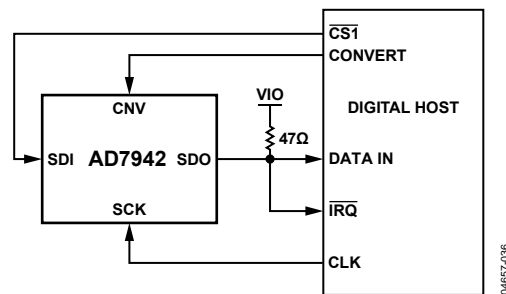 CS1
CONVERT
CNV
VIO
DIGITAL HOST
47Ω
SDI AD7942 SDO
DATA IN
SCK
IRQ
CLK
04657-036